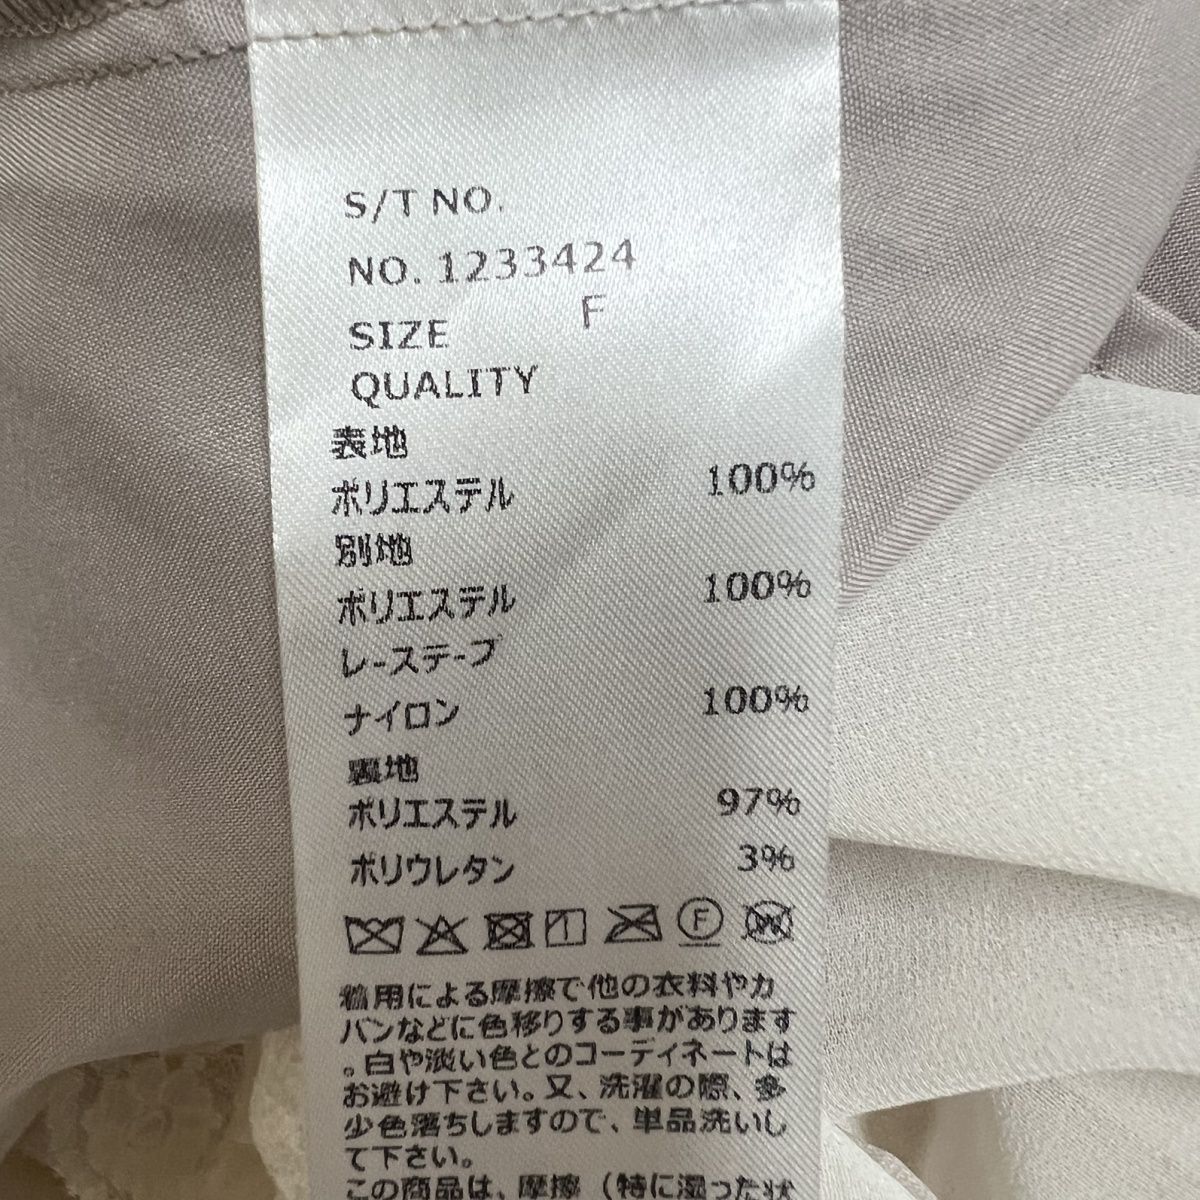 S/T NO.
NO. 1233424
SIZE F
QUALITY
表地
ポリエステル 100%
別地
ポリエステル 100%
レーステープ
ナイロン 100%
裏地
ポリエステル 97%
ポリウレタン 3%
F W
着用による摩擦で他の衣料やカ
バンなどに色移りする事があります
。白や淡い色とのコーディネートは
お避け下さい。又、洗濯の際、多
少色落ちしますので、単品洗いし
て下さい。
この商品は、摩擦（特に湿った状